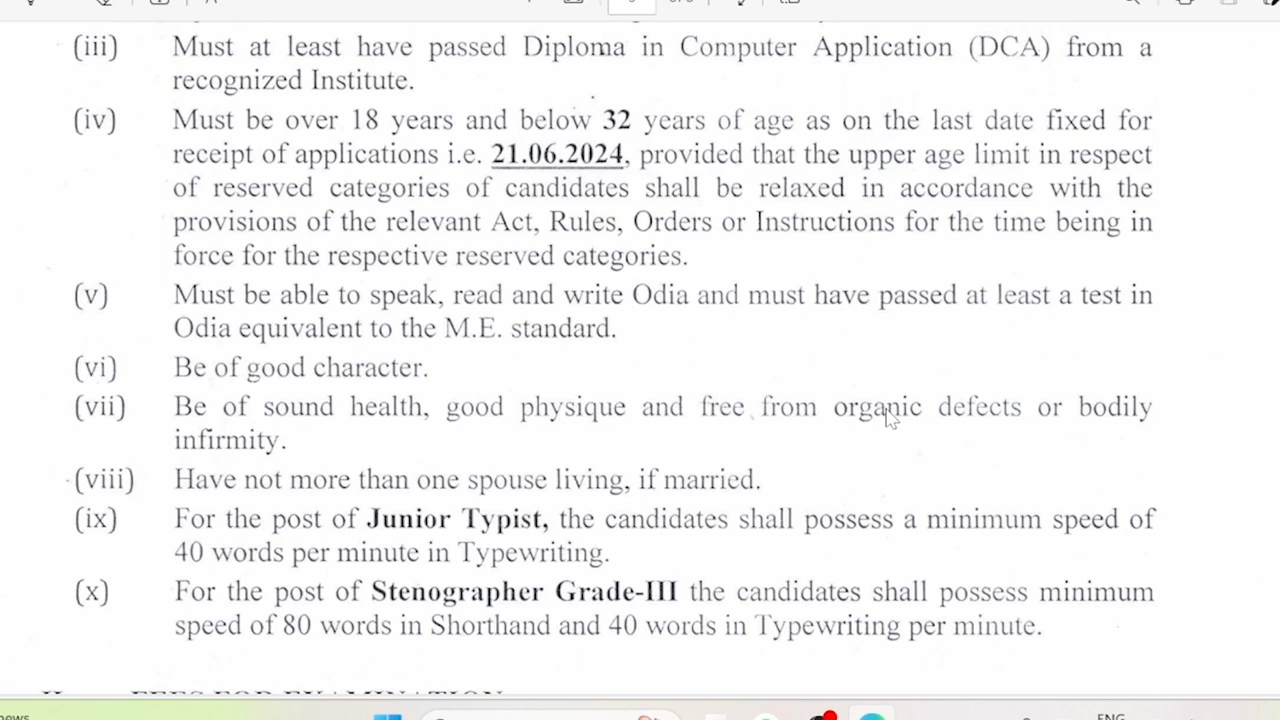 (iii) Must at least have passed Diploma in Computer Application (DCA) from a
recognized Institute.
(iv) Must be over 18 years and below 32 years of age as on the last date fixed for
receipt of applications i.e. 21.06.2024, provided that the upper age limit in respect
of reserved categories of candidates shall be relaxed in accordance with the
provisions of the relevant Act, Rules, Orders or Instructions for the time being in
force for the respective reserved categories.
(v) Must be able to speak, read and write Odia and must have passed at least a test in
Odia equivalent to the M.E. standard.
(vi) Be of good character.
(vii) Be of sound health, good physique and free from organic defects or bodily
infirmity.
(viii) Have not more than one spouse living, if married.
(ix) For the post of Junior Typist, the candidates shall possess a minimum speed of
40 words per minute in Typewriting.
(x) For the post of Stenographer Grade-III the candidates shall possess minimum
speed of 80 words in Shorthand and 40 words in Typewriting per minute.
FEES FOR EXAMINATION
news
ENG